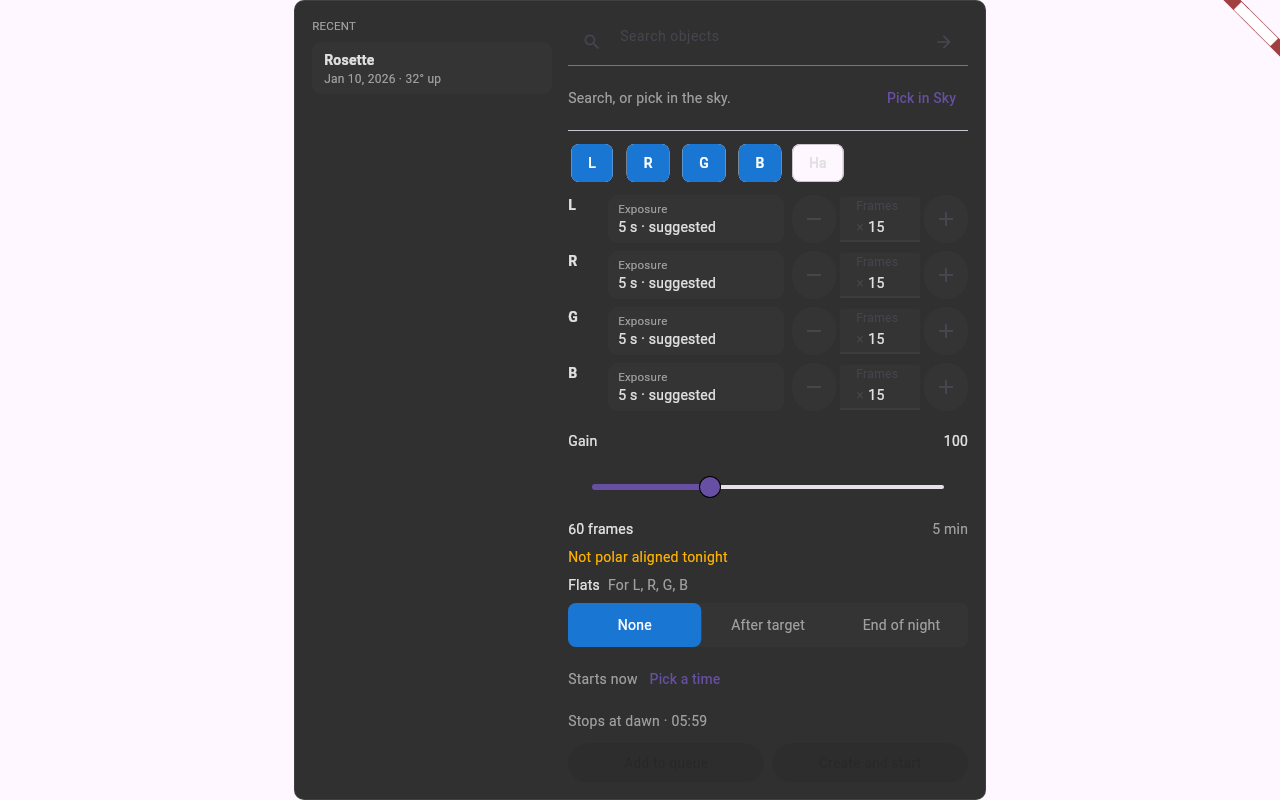 RECENT
Rosette
Jan 10, 2026 · 32° up
Search objects
Search, or pick in the sky.
Pick in Sky
L
R
G
B
Ha
L
Exposure
5 s · suggested
Frames
× 15
R
Exposure
5 s · suggested
Frames
× 15
G
Exposure
5 s · suggested
Frames
× 15
B
Exposure
5 s · suggested
Frames
× 15
Gain
100
60 frames
5 min
Not polar aligned tonight
Flats For L, R, G, B
None
After target
End of night
Starts now
Pick a time
Stops at dawn · 05:59
Add to queue
Create and start